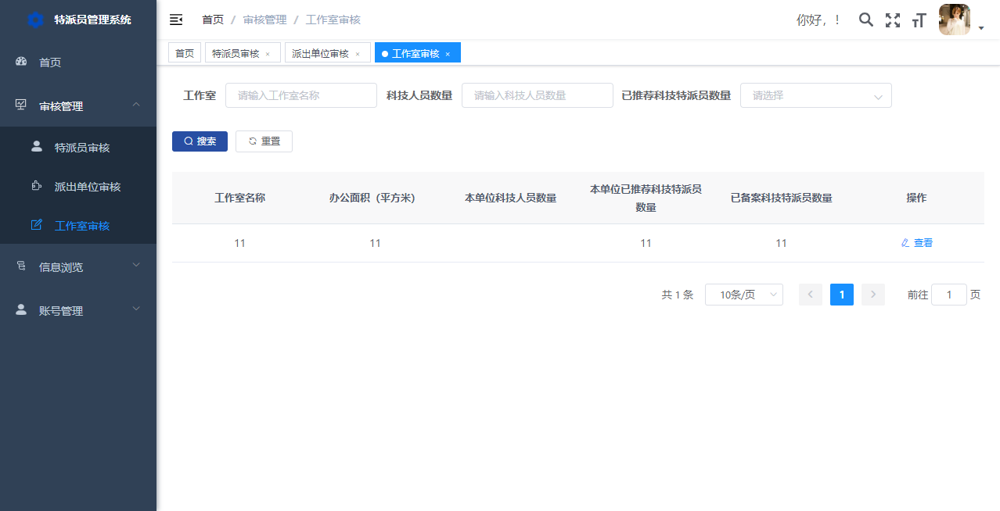 特派员管理系统
首页 / 审核管理 / 工作室审核
你好，！
首页
特派员审核 ×
派出单位审核 ×
工作室审核 ×
首页
审核管理
特派员审核
派出单位审核
工作室审核
信息浏览
账号管理
工作室 请输入工作室名称 科技人员数量 请输入科技人员数量 已推荐科技特派员数量 请选择
搜索 重置
工作室名称 办公面积（平方米） 本单位科技人员数量 本单位已推荐科技特派员数量 已备案科技特派员数量 操作
11 11 11 11 查看
共 1 条 10条/页 1 前往 1 页